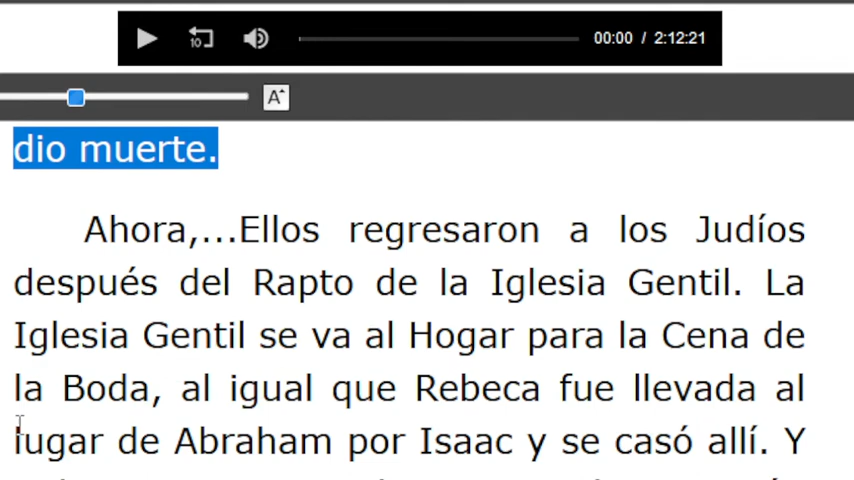 10
00:00 / 2:12:21
A
dio muerte.
Ahora,...Ellos regresaron a los Judíos
después del Rapto de la Iglesia Gentil. La
Iglesia Gentil se va al Hogar para la Cena de
la Boda, al igual que Rebeca fue llevada al
lugar de Abraham por Isaac y se casó allí. Y